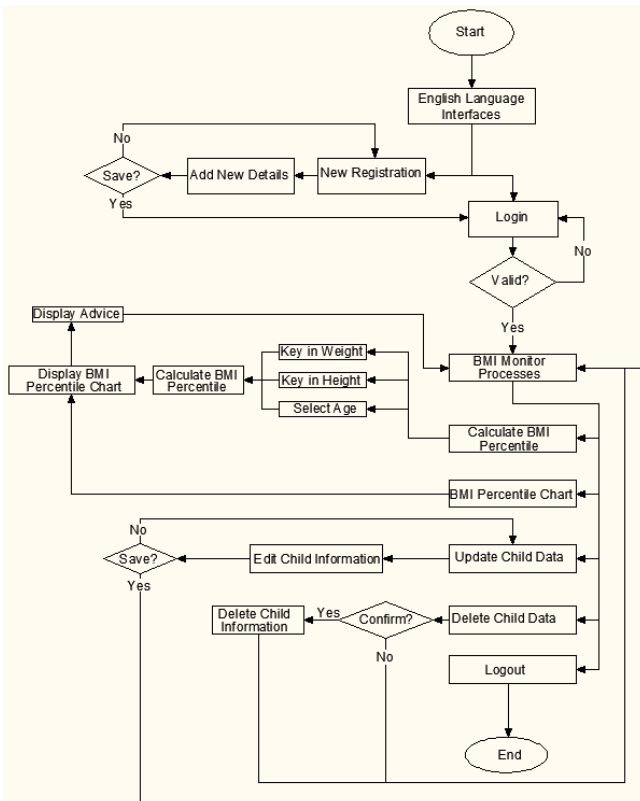 Start
English Language
Interfaces
No
Save?
Add New Details
New Registration
Yes
Login
No
Valid?
Yes
Display Advice
Display BMI
Percentile Chart
Calculate BMI
Percentile
Key in Weight
Key in Height
Select Age
BMI Monitor
Processes
Calculate BMI
Percentile
BMI Percentile Chart
No
Save?
Edit Child Information
Update Child Data
Yes
Delete Child
Information
Yes
Confirm?
Delete Child Data
No
Logout
End